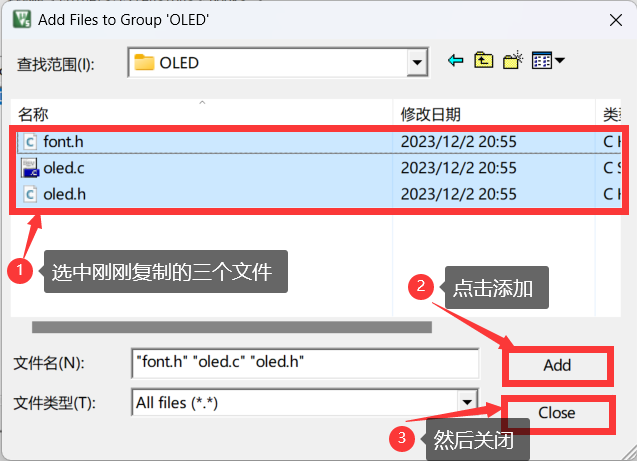 Add Files to Group 'OLED'
查找范围(I):
OLED
名称
修改日期
font.h
2023/12/2 20:55
C
oled.c
2023/12/2 20:55
C
oled.h
2023/12/2 20:55
C
1
选中刚刚复制的三个文件
2
点击添加
文件名(N):
"font.h" "oled.c" "oled.h"
Add
文件类型(T):
All files (*.*)
Close
3
然后关闭